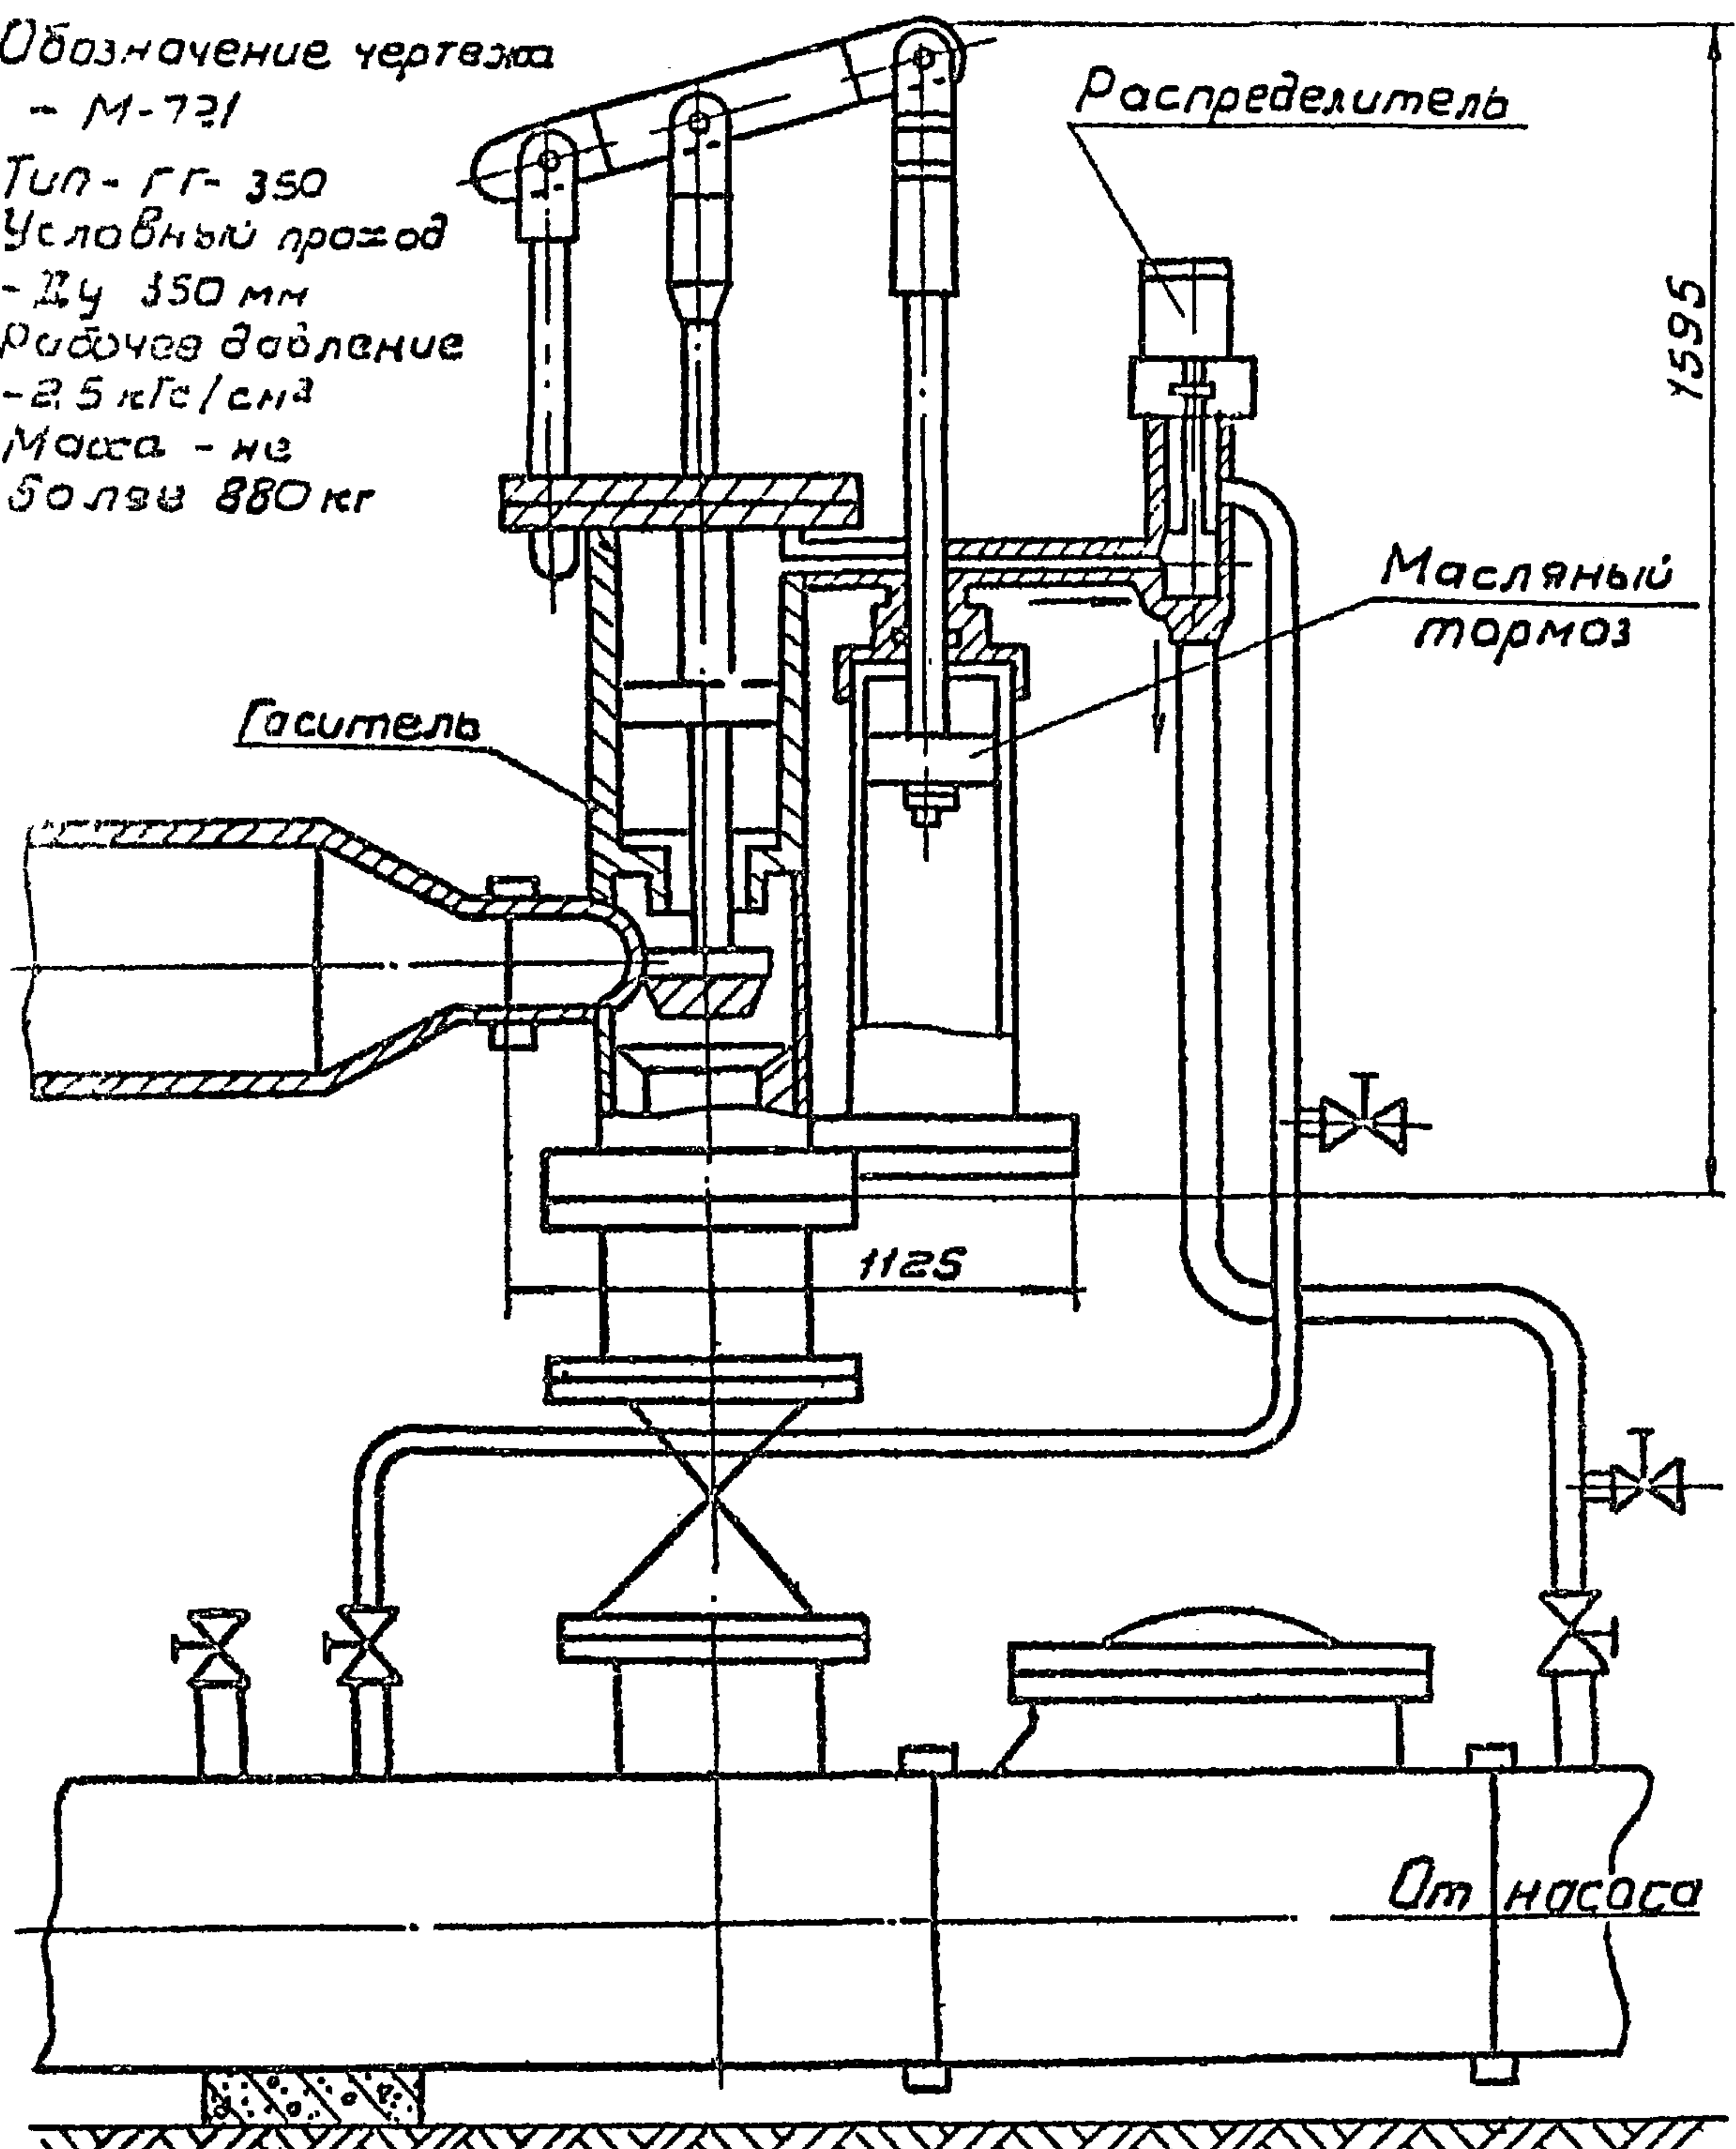 Обозначение чертежа
- М-721
Тип - ГГ- 350
Условный проход
- Ду 350 мм
Рабочее давление
- 2,5 кгс/см²
Масса - не
более 880 кг
Распределитель
1595
Масляный
тормоз
Гаситель
1125
От насоса